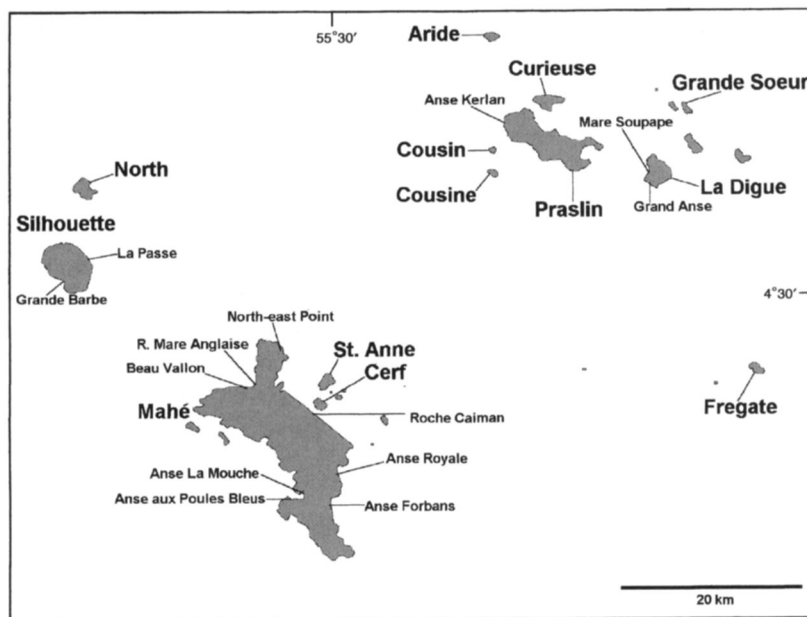 55°30′
Aride
Curieuse
Grande Soeur
Anse Kerlan
Mare Soupape
Cousin
North
La Digue
Cousine
Praslin
Grand Anse
Silhouette
La Passe
4°30′
Grande Barbe
North-east Point
R. Mare Anglaise
St. Anne
Beau Vallon
Cerf
Fregate
Mahé
Roche Caiman
Anse Royale
Anse La Mouche
Anse aux Poules Bleus
Anse Forbans
20 km